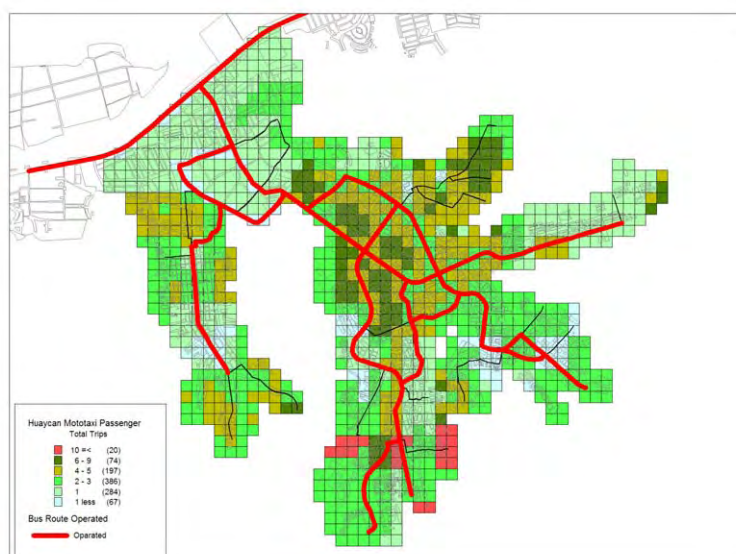 Huaycan Mototaxi Passenger
Total Trips
10 =< (20)
6 - 9 (74)
4 - 5 (197)
2 - 3 (386)
1 (284)
1 less (67)
Bus Route Operated
Oparated